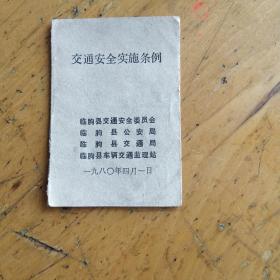 交通安全实施条例
临朐县交通安全委员会
临朐县公安局
临朐县交通局
临朐县车辆交通监理站
一九八〇年四月一日